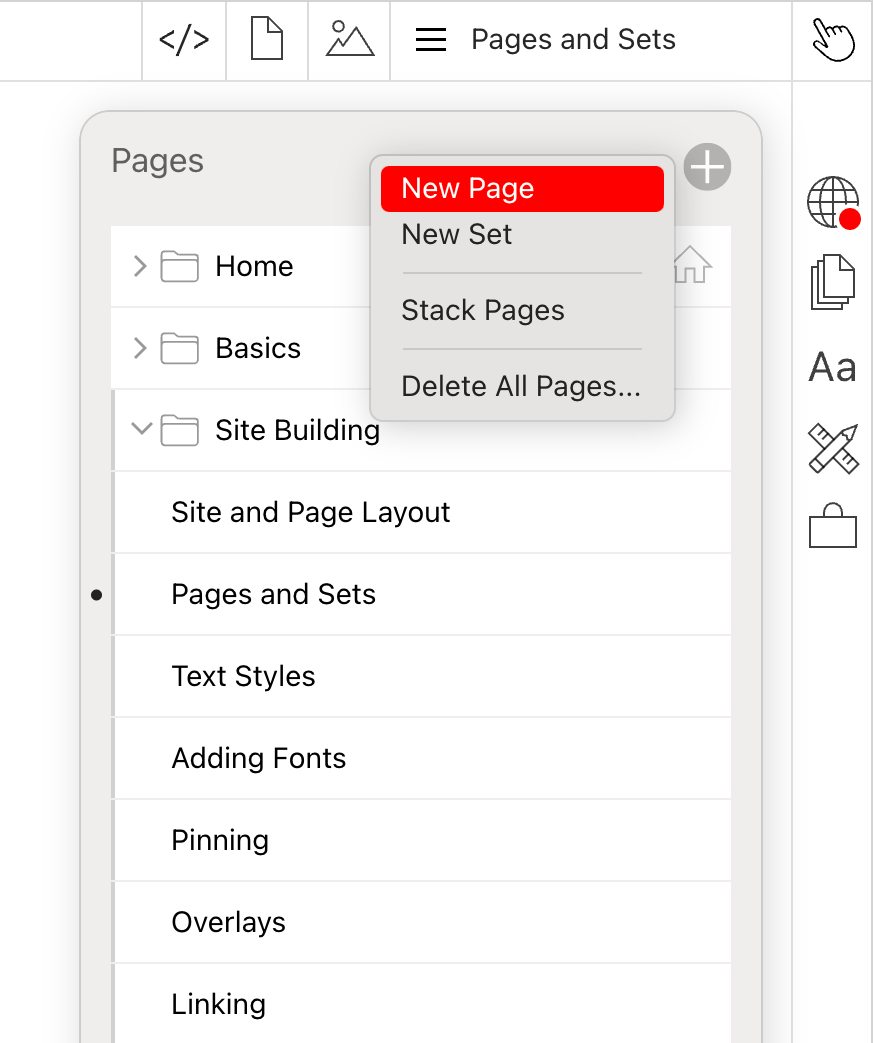 </> Pages and Sets
Pages
New Page
New Set
Home
Stack Pages
Basics
Delete All Pages...
Aa
Site Building
Site and Page Layout
Pages and Sets
Text Styles
Adding Fonts
Pinning
Overlays
Linking